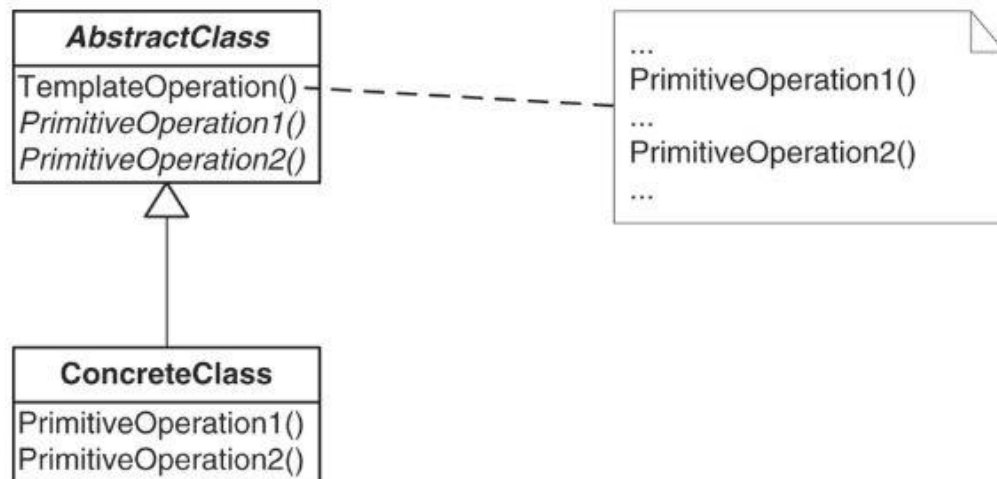 AbstractClass
TemplateOperation()
PrimitiveOperation1()
PrimitiveOperation2()
...
PrimitiveOperation1()
...
PrimitiveOperation2()
...
ConcreteClass
PrimitiveOperation1()
PrimitiveOperation2()